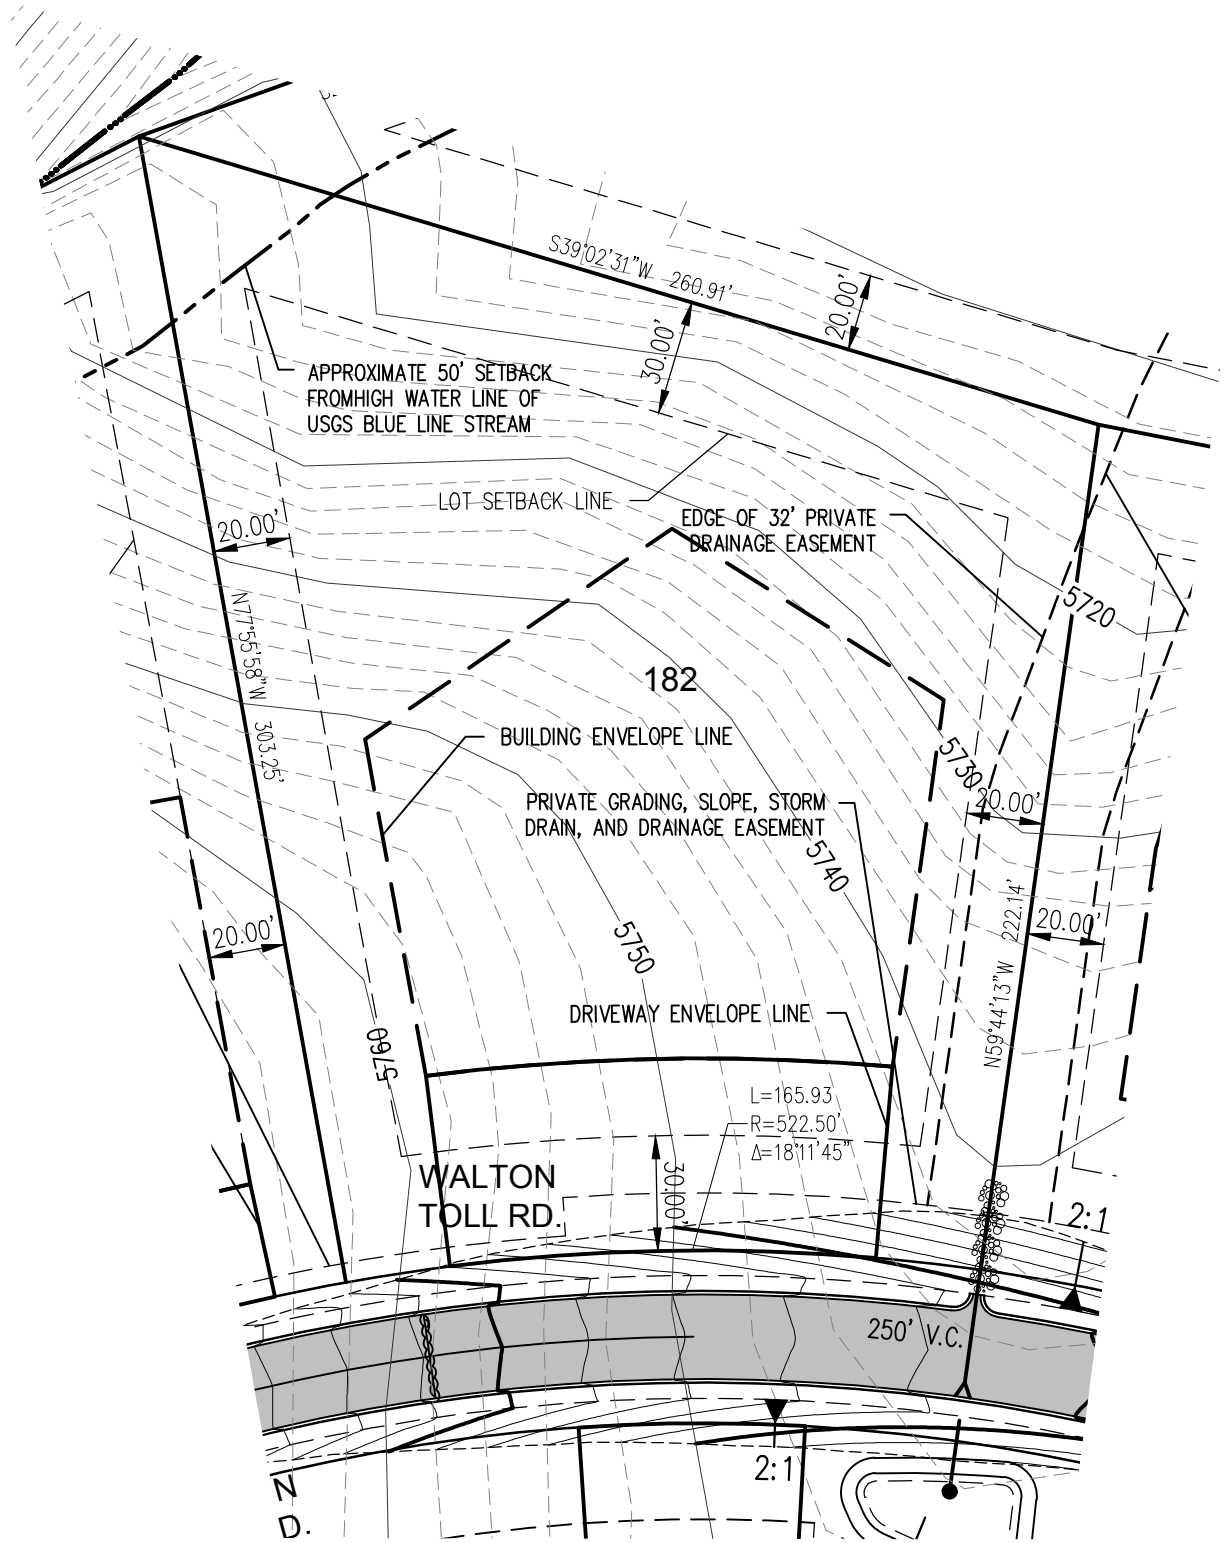 S39°02'31"W 260.91'
20.00'
30.00'
APPROXIMATE 50' SETBACK
FROMHIGH WATER LINE OF
USGS BLUE LINE STREAM
LOT SETBACK LINE
EDGE OF 32' PRIVATE
DRAINAGE EASEMENT
20.00'
5720
N77°55'58"W 303.25'
182
BUILDING ENVELOPE LINE
5730
PRIVATE GRADING, SLOPE, STORM
DRAIN, AND DRAINAGE EASEMENT
20.00'
5740
20.00'
5750
N59°44'13"W 222.14'
20.00'
DRIVEWAY ENVELOPE LINE
5760
L=165.93
R=522.50'
Δ=18°11'45"
WALTON
TOLL RD.
30.00'
2:1
250' V.C.
2:1
N
D.